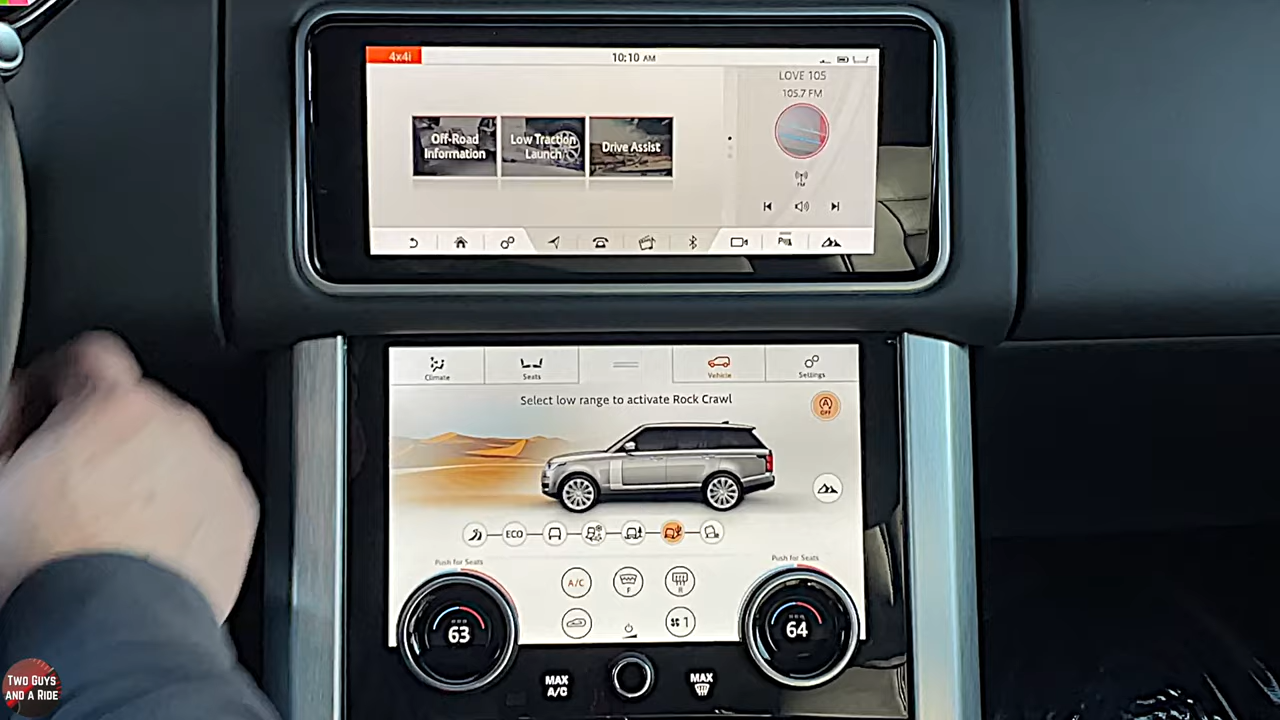 4x4i
10:10 AM
LOVE 105
105.7 FM
Off-Road
Information
Low Traction
Launch
Drive Assist
FM
Climate
Seats
Vehicle
Settings
Select low range to activate Rock Crawl
OFF
ECO
Push for Seats
Push for Seats
A/C
F
R
1
63
64
MAX
A/C
MAX
TWO GUYS
AND A RIDE